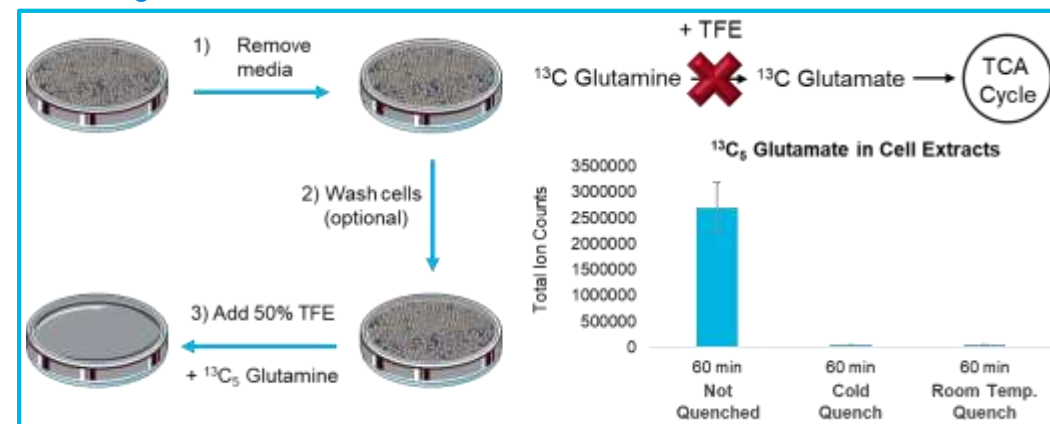 1) Remove
media
2) Wash cells
(optional)
3) Add 50% TFE
+ ¹³C₅ Glutamine
+ TFE
¹³C Glutamine
¹³C Glutamate
TCA
Cycle
¹³C₅ Glutamate in Cell Extracts
Total Ion Counts
3500000
3000000
2500000
2000000
1500000
1000000
500000
0
60 min
Not
Quenched
60 min
Cold
Quench
60 min
Room Temp.
Quench